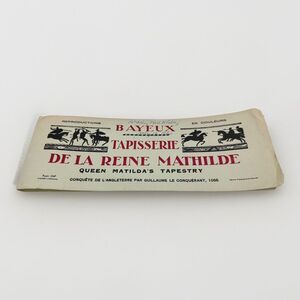 REPRODUCTIONS EN COULEURS
BAYEUX
TAPISSERIE
DE LA REINE MATHILDE
QUEEN MATILDA'S TAPESTRY
CONQUÊTE DE L'ANGLETERRE PAR GUILLAUME LE CONQUÉRANT, 1066